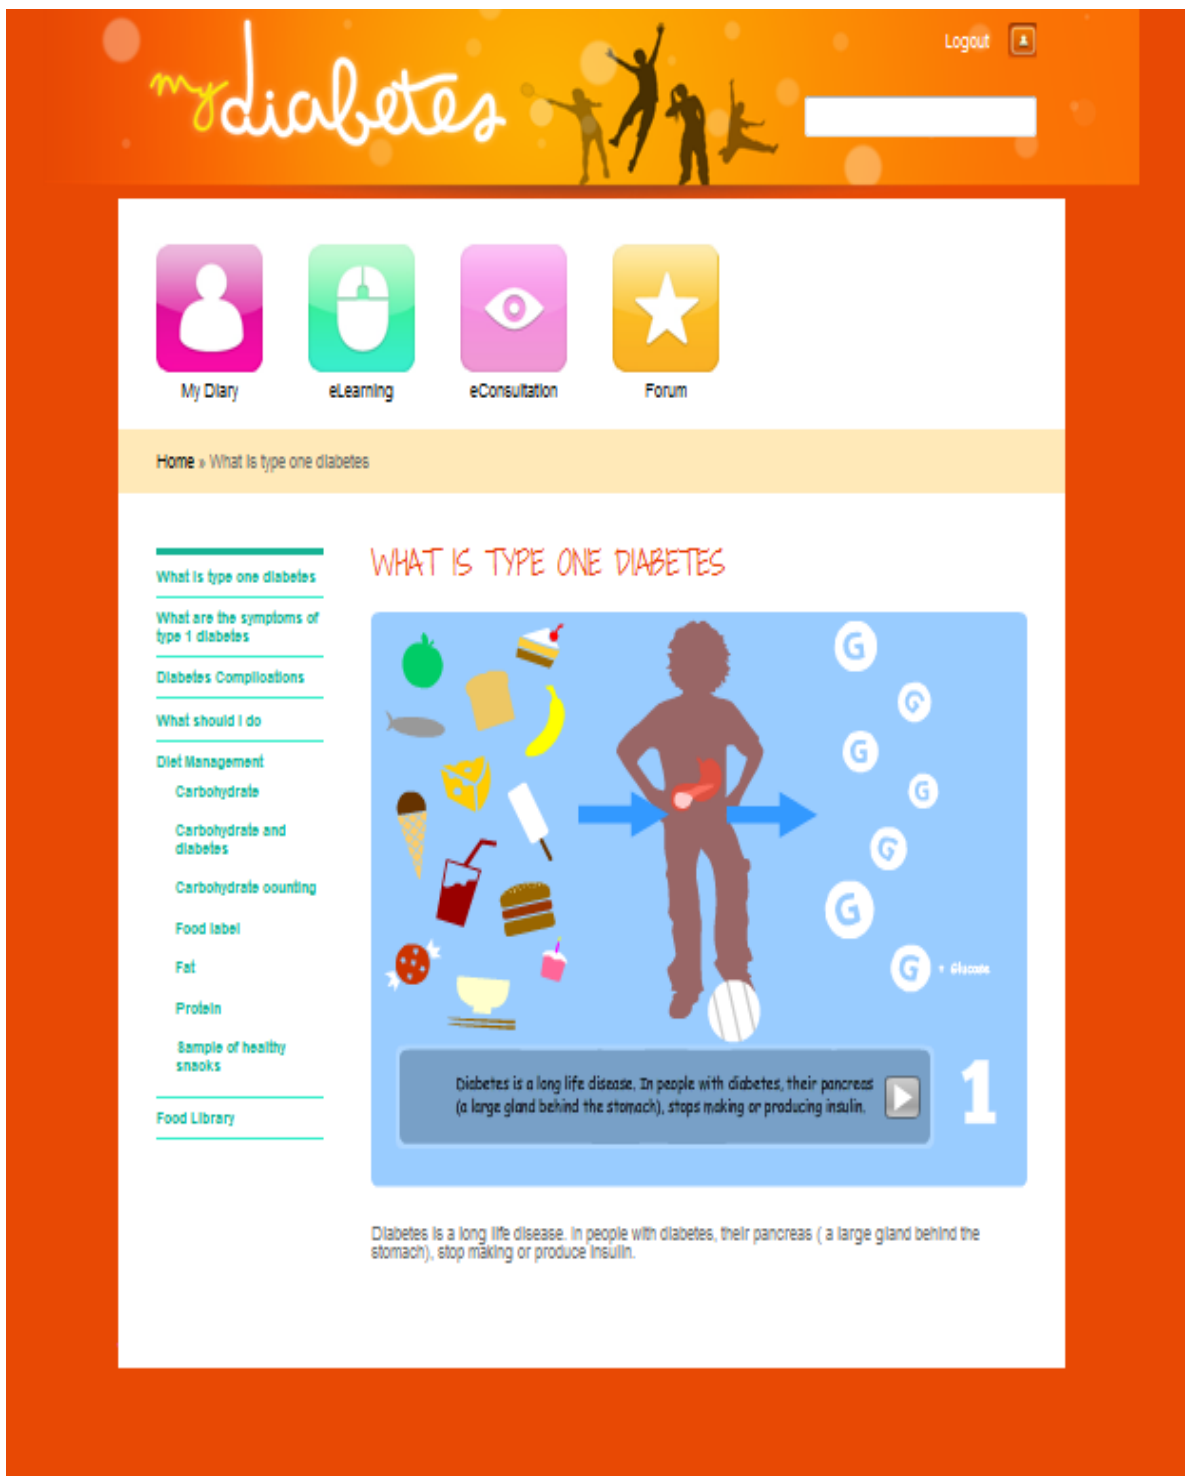 Logout
my diabetes
My Diary
eLearning
eConsultation
Forum
Home » What is type one diabetes
What is type one diabetes
What are the symptoms of
type 1 diabetes
Diabetes Complications
What should I do
Diet Management
Carbohydrate
Carbohydrate and
diabetes
Carbohydrate counting
Food label
Fat
Protein
Sample of healthy
snacks
Food Library
WHAT IS TYPE ONE DIABETES
G
G
G
G
G
G
G = Glucose
Diabetes is a long life disease. In people with diabetes, their pancreas
(a large gland behind the stomach), stops making or producing insulin.
1
Diabetes is a long life disease. In people with diabetes, their pancreas ( a large gland behind the
stomach), stop making or produce insulin.